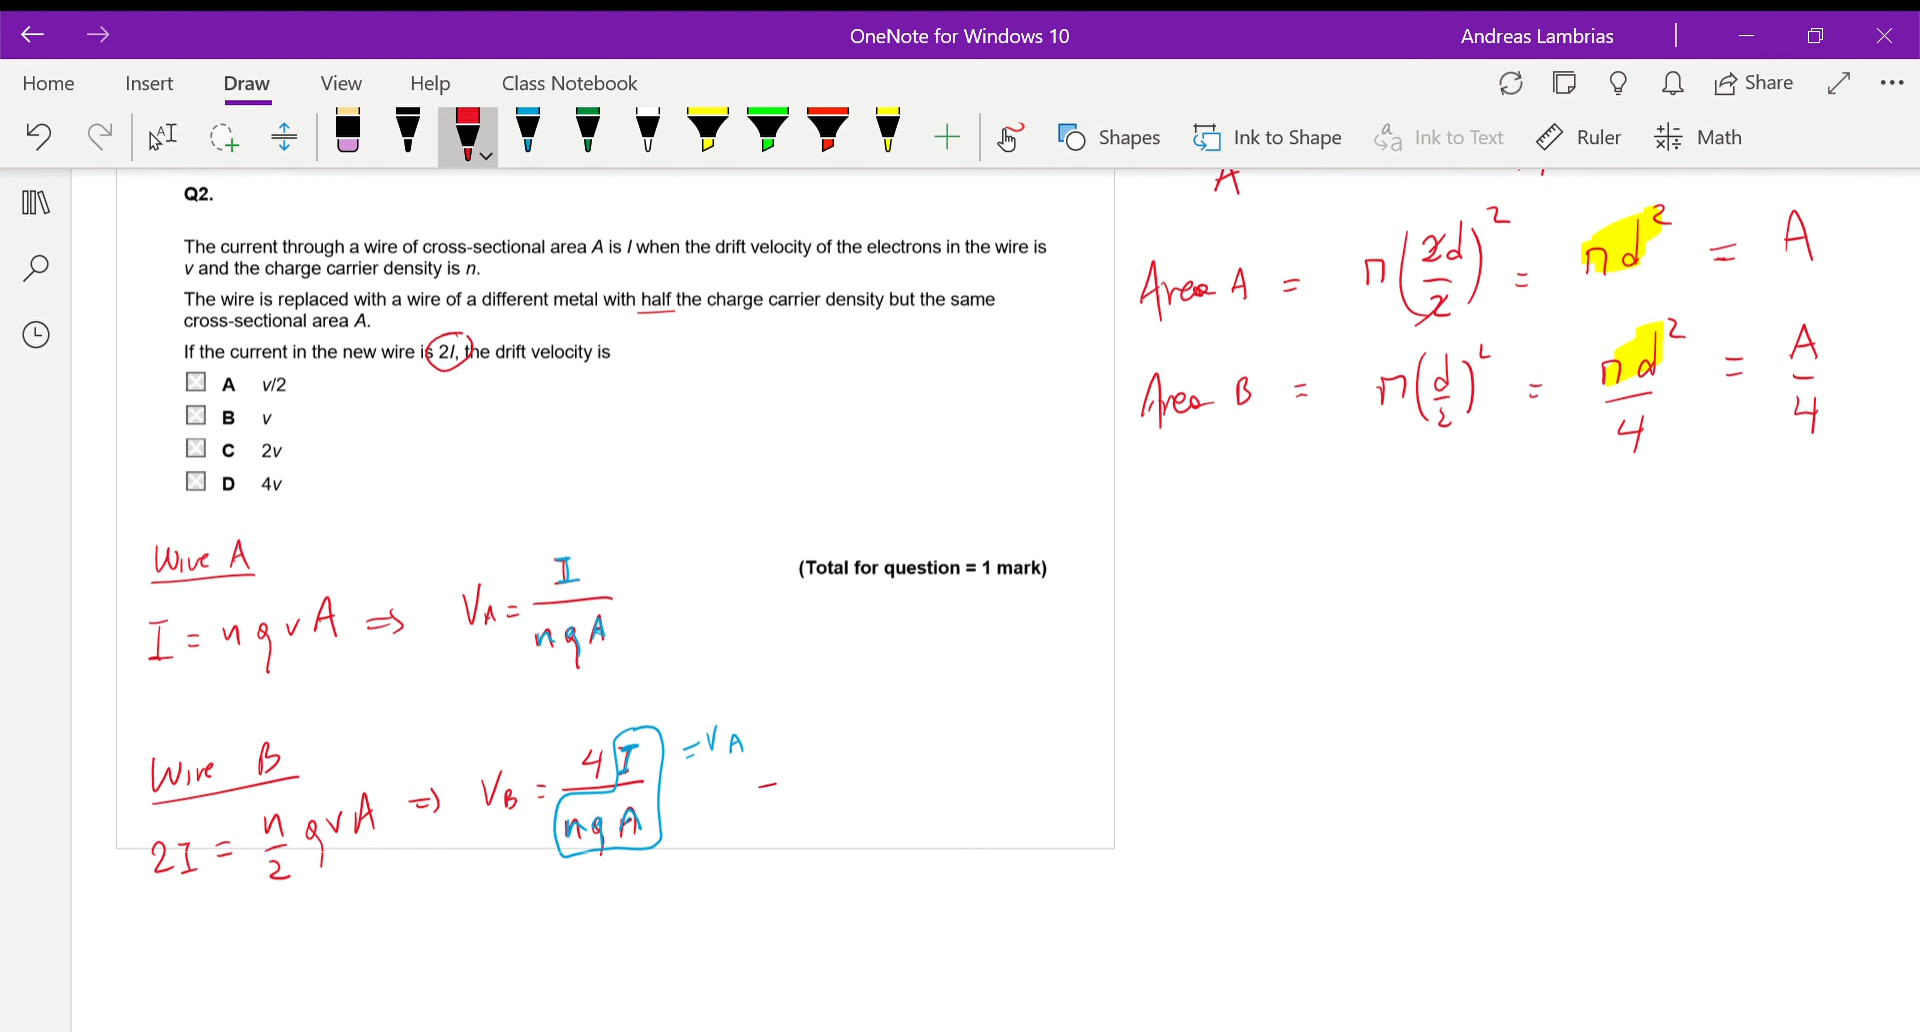 OneNote for Windows 10
Andreas Lambrias
Home Insert Draw View Help Class Notebook
Share
Shapes Ink to Shape Ink to Text Ruler Math
Q2.
The current through a wire of cross-sectional area A is I when the drift velocity of the electrons in the wire is
v and the charge carrier density is n.
The wire is replaced with a wire of a different metal with half the charge carrier density but the same
cross-sectional area A.
If the current in the new wire is 2I, the drift velocity is
A v/2
B v
C 2v
D 4v
(Total for question = 1 mark)
Wire A
I = nqvA ⇒ VA = I/nqA
Wire B
2I = n/2 qvA ⇒ VB = 4I/nqA = VA
A
Area A = π(2d/2)² = πd² = A
Area B = π(d/2)² = πd²/4 = A/4